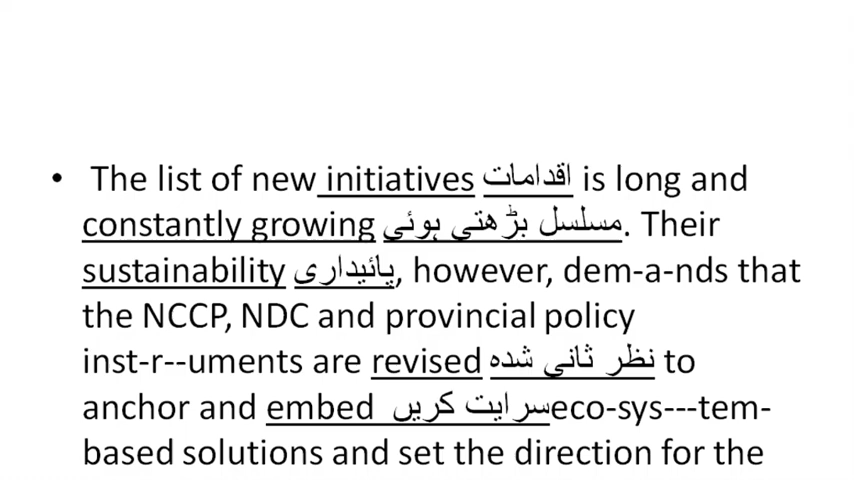 • The list of new initiatives اقدامات is long and
constantly growing مسلسل بڑھتی ہوئی. Their
sustainability پائیداری, however, dem-a-nds that
the NCCP, NDC and provincial policy
inst-r--uments are revised نظر ثانی شدہ to
anchor and embed سرایت کریںeco-sys---tem-
based solutions and set the direction for the